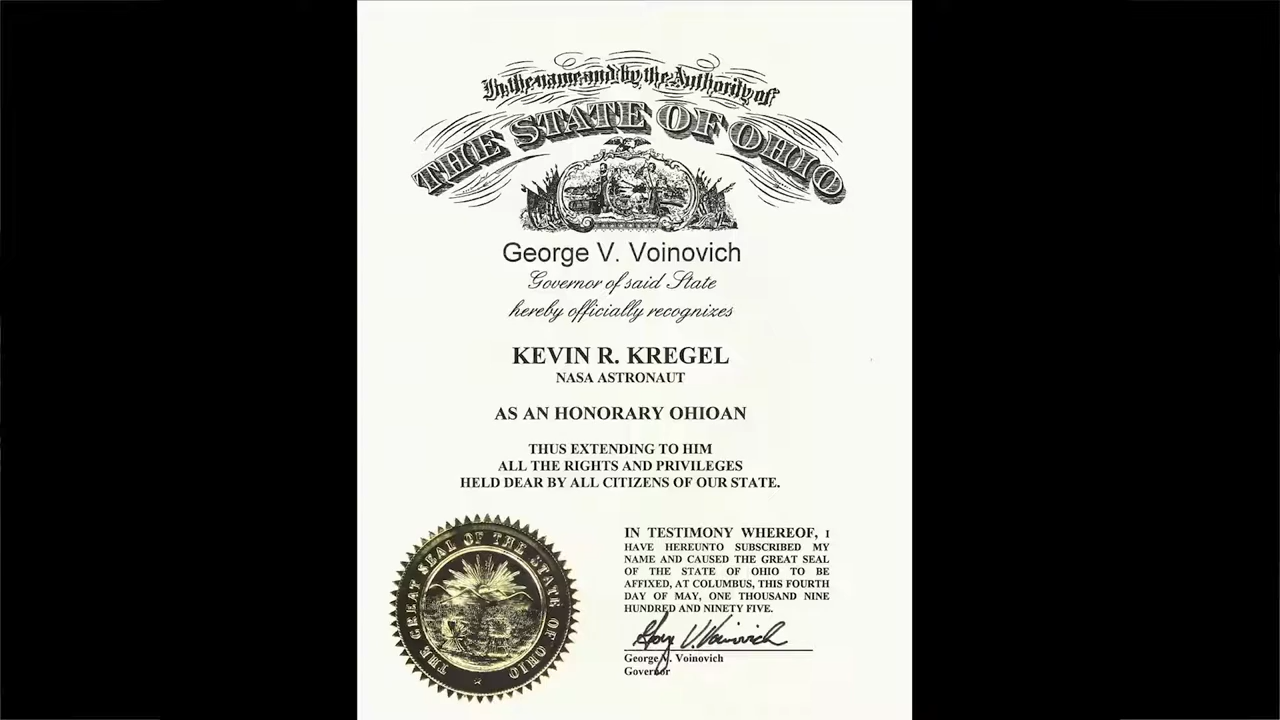 In the name and by the Authority of
THE STATE OF OHIO
George V. Voinovich
Governor of said State
hereby officially recognizes
KEVIN R. KREGEL
NASA ASTRONAUT
AS AN HONORARY OHIOAN
THUS EXTENDING TO HIM
ALL THE RIGHTS AND PRIVILEGES
HELD DEAR BY ALL CITIZENS OF OUR STATE.
THE GREAT SEAL OF THE STATE OF OHIO
IN TESTIMONY WHEREOF, I
HAVE HEREUNTO SUBSCRIBED MY
NAME AND CAUSED THE GREAT SEAL
OF THE STATE OF OHIO TO BE
AFFIXED, AT COLUMBUS, THIS FOURTH
DAY OF MAY, ONE THOUSAND NINE
HUNDRED AND NINETY FIVE.
George V. Voinovich
George V. Voinovich
Governor